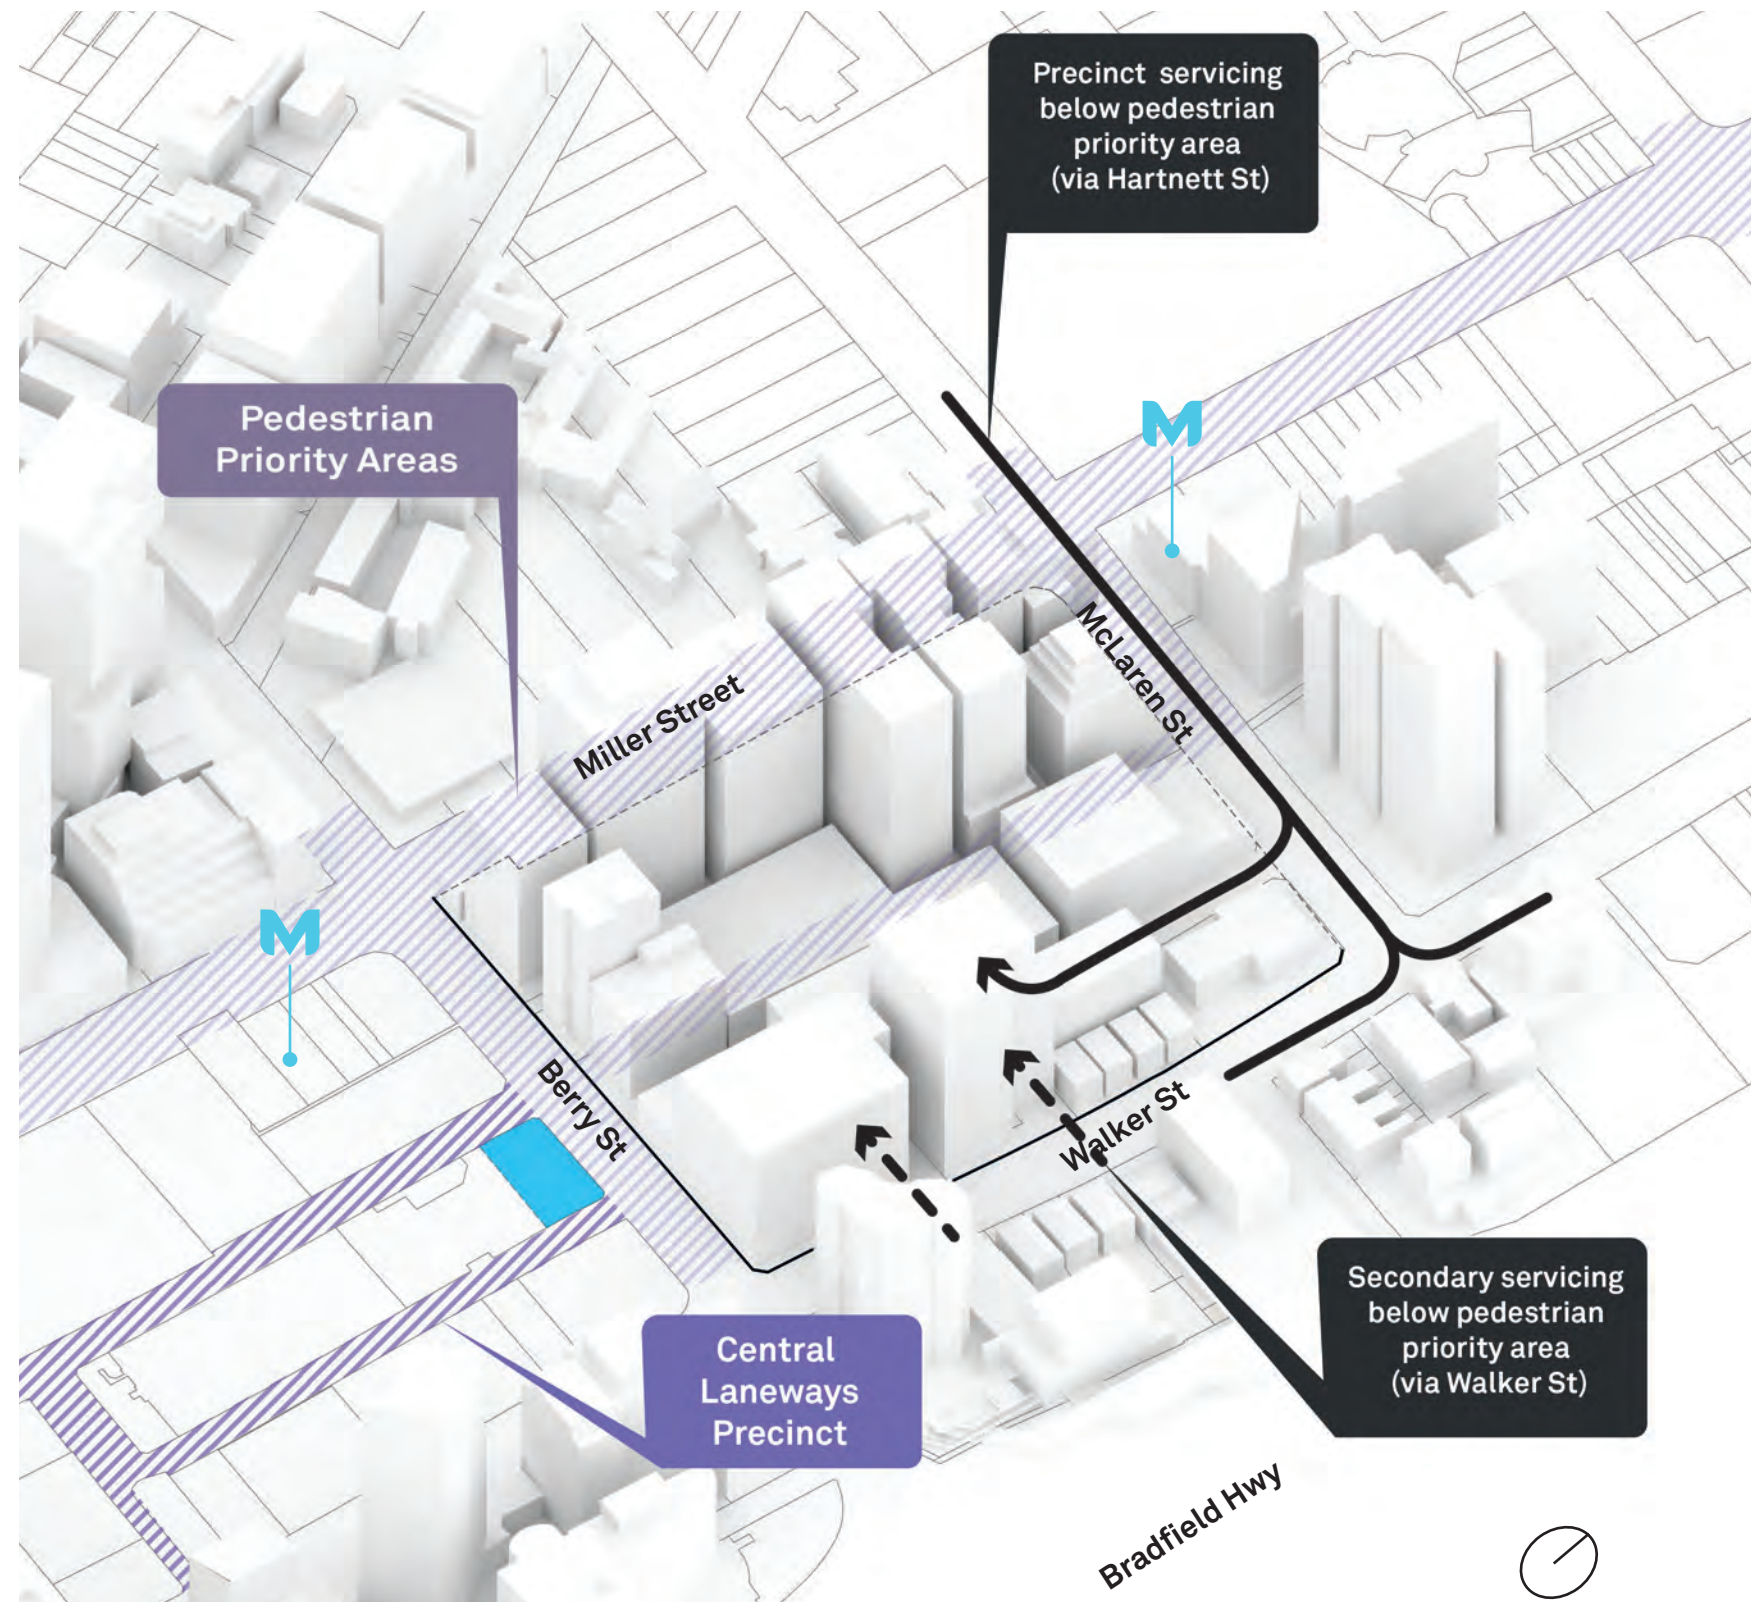 Precinct servicing
below pedestrian
priority area
(via Hartnett St)
Pedestrian
Priority Areas
M
McLaren St
Miller Street
M
Berry St
Walker St
Secondary servicing
below pedestrian
priority area
(via Walker St)
Central
Laneways
Precinct
Bradfield Hwy